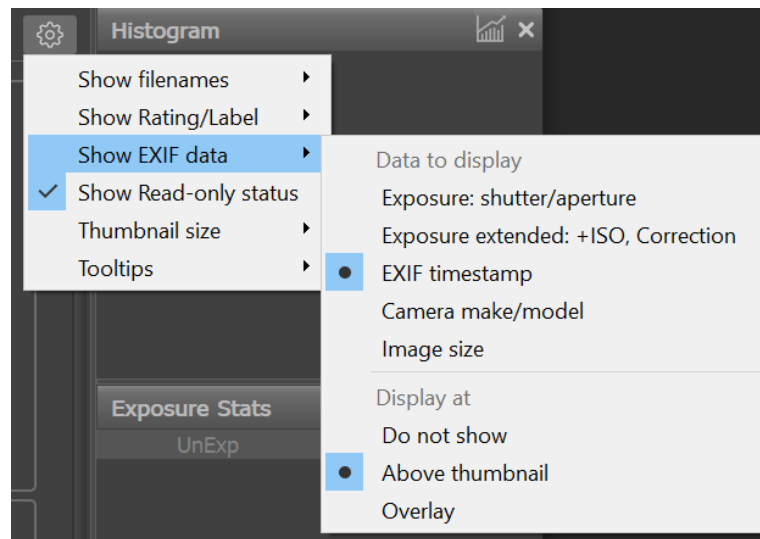 Histogram
Show filenames
Show Rating/Label
Show EXIF data
Show Read-only status
Thumbnail size
Tooltips
Data to display
Exposure: shutter/aperture
Exposure extended: +ISO, Correction
EXIF timestamp
Camera make/model
Image size
Display at
Do not show
Above thumbnail
Overlay
Exposure Stats
UnExp